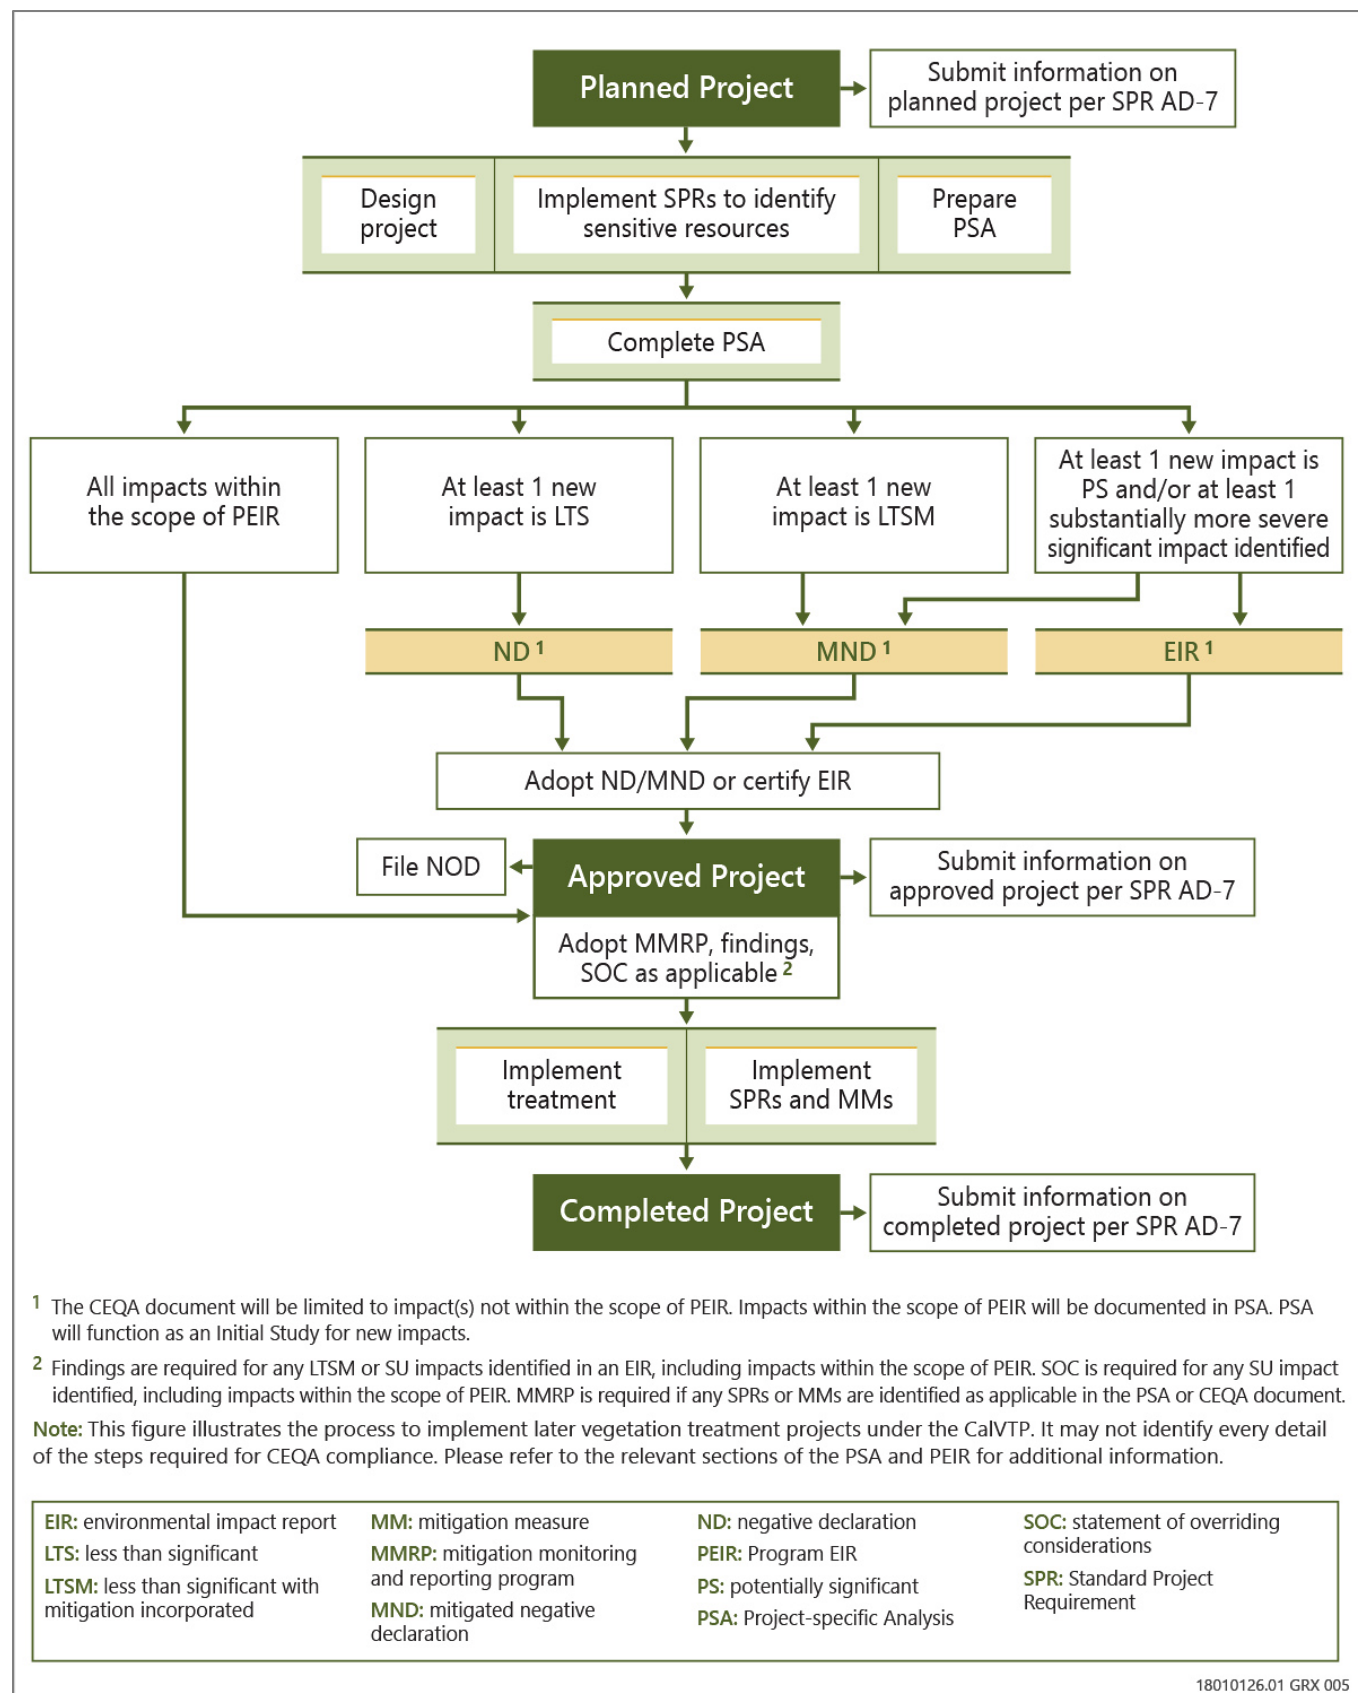 Planned Project
Submit information on
planned project per SPR AD-7
Design
project
Implement SPRs to identify
sensitive resources
Prepare
PSA
Complete PSA
All impacts within
the scope of PEIR
At least 1 new
impact is LTS
At least 1 new
impact is LTSM
At least 1 new impact is
PS and/or at least 1
substantially more severe
significant impact identified
ND 1
MND 1
EIR 1
Adopt ND/MND or certify EIR
File NOD
Approved Project
Submit information on
approved project per SPR AD-7
Adopt MMRP, findings,
SOC as applicable 2
Implement
treatment
Implement
SPRs and MMs
Completed Project
Submit information on
completed project per SPR AD-7
1 The CEQA document will be limited to impact(s) not within the scope of PEIR. Impacts within the scope of PEIR will be documented in PSA. PSA
will function as an Initial Study for new impacts.
2 Findings are required for any LTSM or SU impacts identified in an EIR, including impacts within the scope of PEIR. SOC is required for any SU impact
identified, including impacts within the scope of PEIR. MMRP is required if any SPRs or MMs are identified as applicable in the PSA or CEQA document.
Note: This figure illustrates the process to implement later vegetation treatment projects under the CalVTP. It may not identify every detail
of the steps required for CEQA compliance. Please refer to the relevant sections of the PSA and PEIR for additional information.
EIR: environmental impact report
LTS: less than significant
LTSM: less than significant with
mitigation incorporated
MM: mitigation measure
MMRP: mitigation monitoring
and reporting program
MND: mitigated negative
declaration
ND: negative declaration
PEIR: Program EIR
PS: potentially significant
PSA: Project-specific Analysis
SOC: statement of overriding
considerations
SPR: Standard Project
Requirement
18010126.01 GRX 005